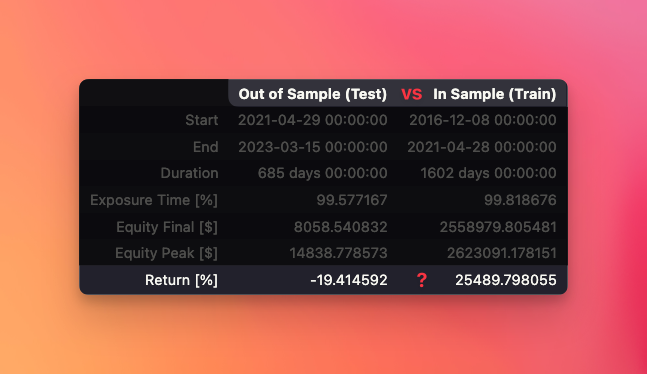 Out of Sample (Test) VS In Sample (Train)
Start 2021-04-29 00:00:00 2016-12-08 00:00:00
End 2023-03-15 00:00:00 2021-04-28 00:00:00
Duration 685 days 00:00:00 1602 days 00:00:00
Exposure Time [%] 99.577167 99.818676
Equity Final [$] 8058.540832 2558979.805481
Equity Peak [$] 14838.778573 2623091.178151
Return [%] -19.414592 ? 25489.798055